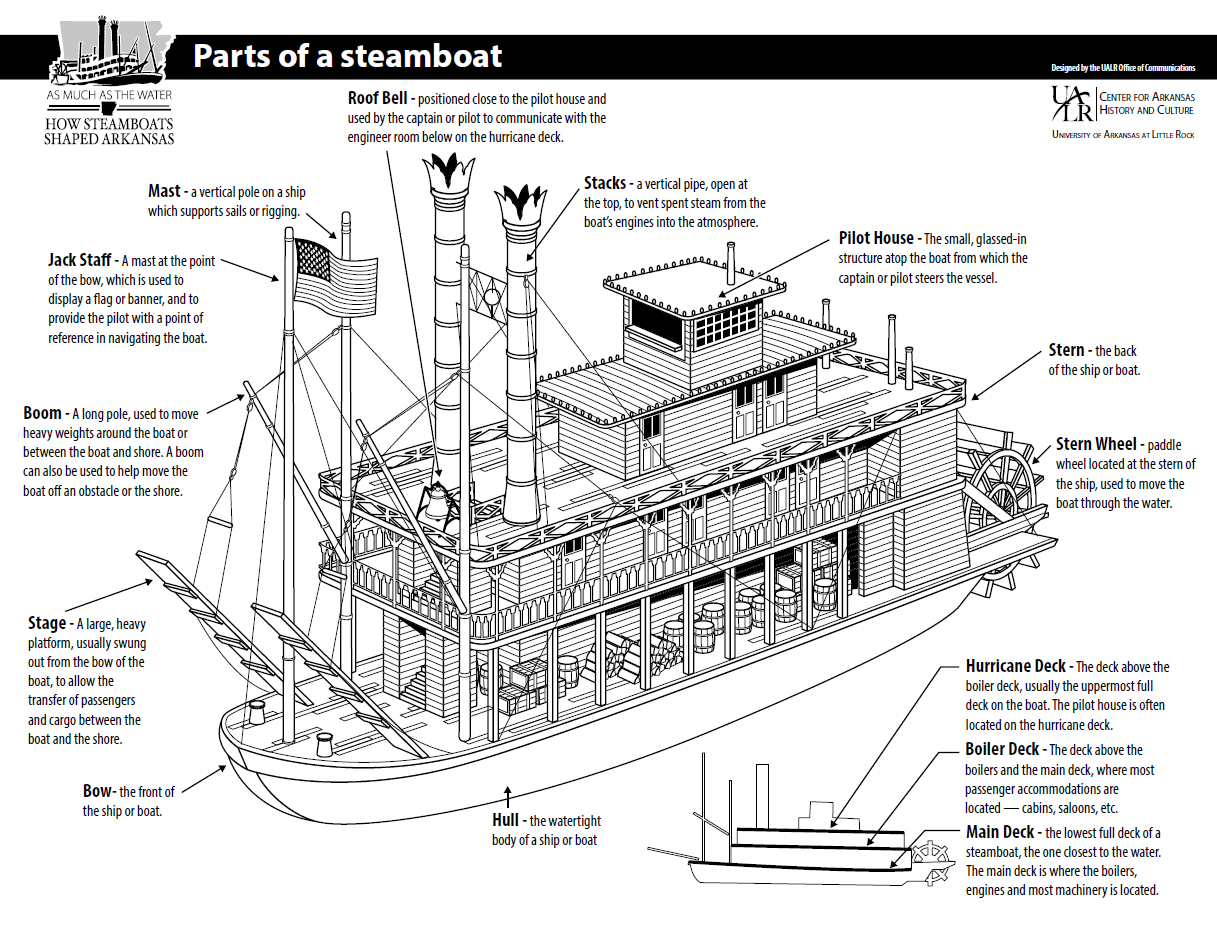 Parts of a steamboat
Designed by the UALR Office of Communications
AS MUCH AS THE WATER
HOW STEAMBOATS
SHAPED ARKANSAS
UA
LR
CENTER FOR ARKANSAS
HISTORY AND CULTURE
UNIVERSITY OF ARKANSAS AT LITTLE ROCK
Roof Bell - positioned close to the pilot house and
used by the captain or pilot to communicate with the
engineer room below on the hurricane deck.
Mast - a vertical pole on a ship
which supports sails or rigging.
Stacks - a vertical pipe, open at
the top, to vent spent steam from the
boat's engines into the atmosphere.
Pilot House - The small, glassed-in
structure atop the boat from which the
captain or pilot steers the vessel.
Jack Staff - A mast at the point
of the bow, which is used to
display a flag or banner, and to
provide the pilot with a point of
reference in navigating the boat.
Stern - the back
of the ship or boat.
Boom - A long pole, used to move
heavy weights around the boat or
between the boat and shore. A boom
can also be used to help move the
boat off an obstacle or the shore.
Stern Wheel - paddle
wheel located at the stern of
the ship, used to move the
boat through the water.
Stage - A large, heavy
platform, usually swung
out from the bow of the
boat, to allow the
transfer of passengers
and cargo between the
boat and the shore.
Hurricane Deck - The deck above the
boiler deck, usually the uppermost full
deck on the boat. The pilot house is often
located on the hurricane deck.
Boiler Deck - The deck above the
boilers and the main deck, where most
passenger accommodations are
located — cabins, saloons, etc.
Bow- the front of
the ship or boat.
Hull - the watertight
body of a ship or boat
Main Deck - the lowest full deck of a
steamboat, the one closest to the water.
The main deck is where the boilers,
engines and most machinery is located.